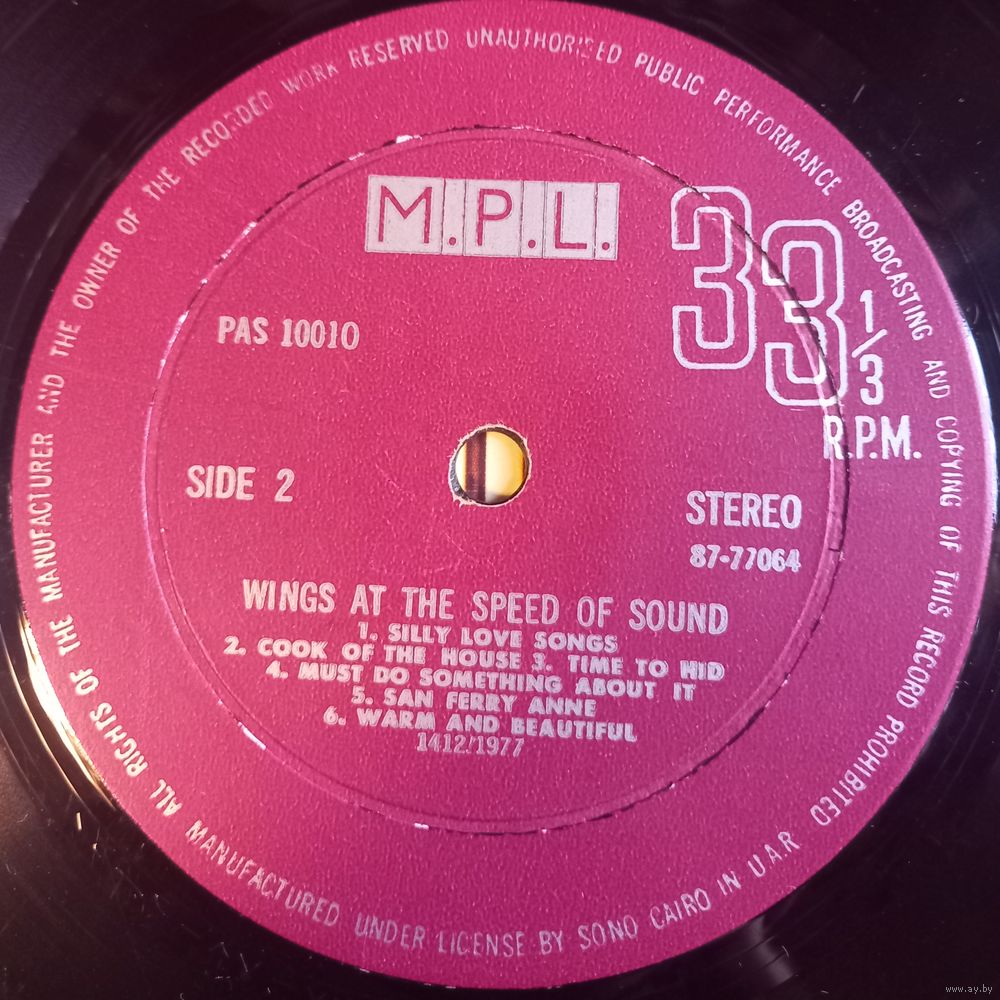 ALL RIGHTS OF THE MANUFACTURER AND THE OWNER OF THE RECORDED WORK RESERVED UNAUTHORISED PUBLIC PERFORMANCE BROADCASTING AND COPYING OF THIS RECORD PROHIBITED
M.P.L.
33 1/3
R.P.M.
PAS 10010
SIDE 2
STEREO
87-77064
WINGS AT THE SPEED OF SOUND
1. SILLY LOVE SONGS
2. COOK OF THE HOUSE 3. TIME TO HID
4. MUST DO SOMETHING ABOUT IT
5. SAN FERRY ANNE
6. WARM AND BEAUTIFUL
1412/1977
MANUFACTURED UNDER LICENSE BY SONO CAIRO IN U.A.R
www.ay.by